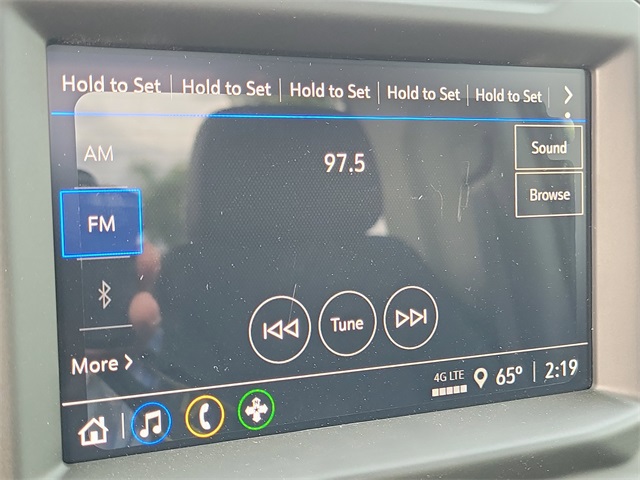 Hold to Set Hold to Set Hold to Set Hold to Set Hold to Set
AM
97.5
Sound
FM
Browse
Tune
More
4G LTE
65°
2:19